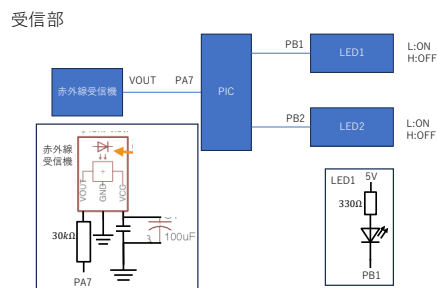 受信部
赤外線受信機
VOUT
PA7
PIC
PB1
LED1
L:ON
H:OFF
PB2
LED2
L:ON
H:OFF
赤外線
受信機
VOUT
GND
VCC
30kΩ
100uF
PA7
LED1
5V
330Ω
PB1